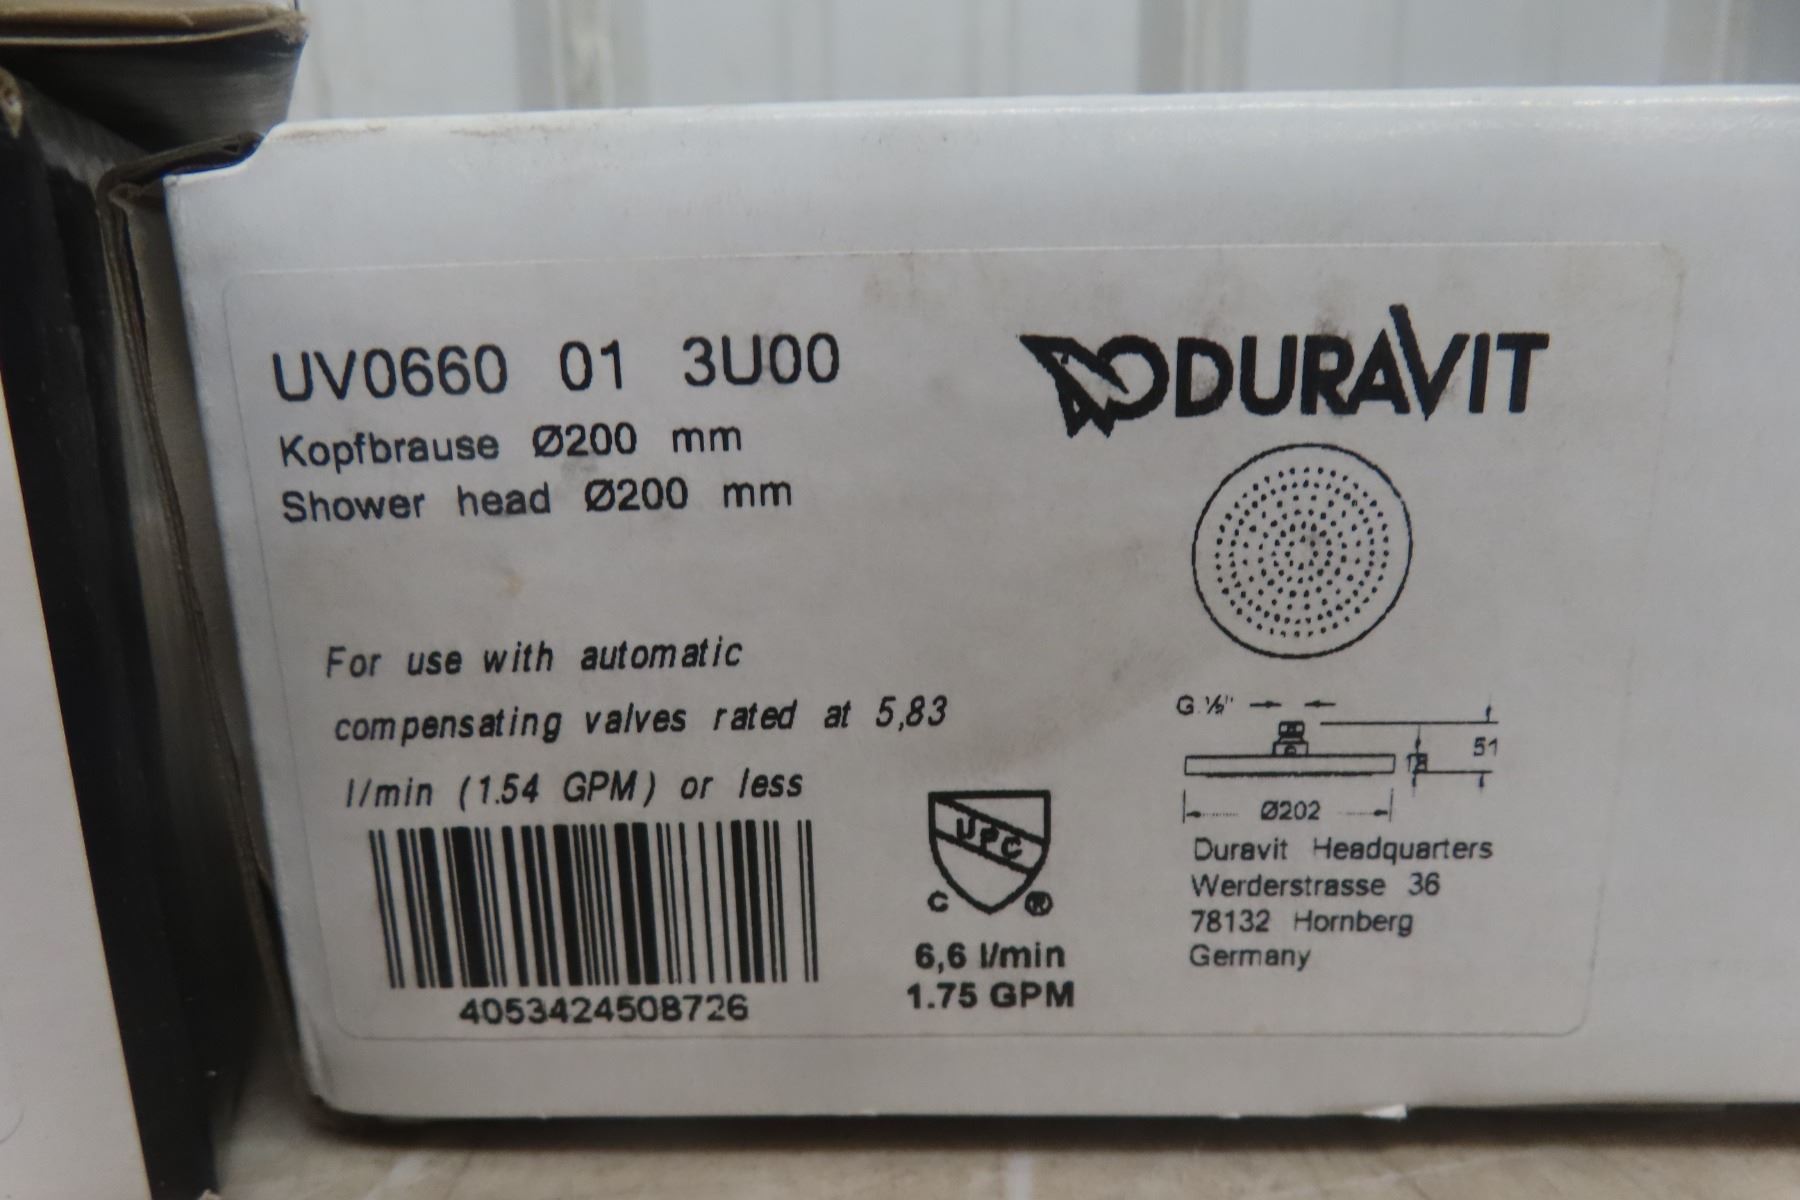 UV0660 01 3U00
Kopfbrause Ø200 mm
Shower head Ø200 mm
For use with automatic
compensating valves rated at 5,83
l/min (1.54 GPM) or less
4053424508726
UPC
C ®
6,6 l/min
1.75 GPM
DURAVIT
G ½"
51
18
Ø202
Duravit Headquarters
Werderstrasse 36
78132 Hornberg
Germany